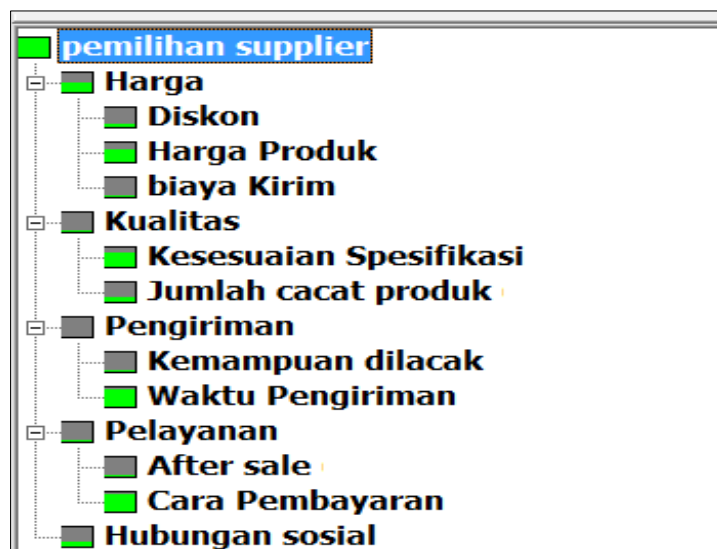 pemilihan supplier
Harga
Diskon
Harga Produk
biaya Kirim
Kualitas
Kesesuaian Spesifikasi
Jumlah cacat produk
Pengiriman
Kemampuan dilacak
Waktu Pengiriman
Pelayanan
After sale
Cara Pembayaran
Hubungan sosial